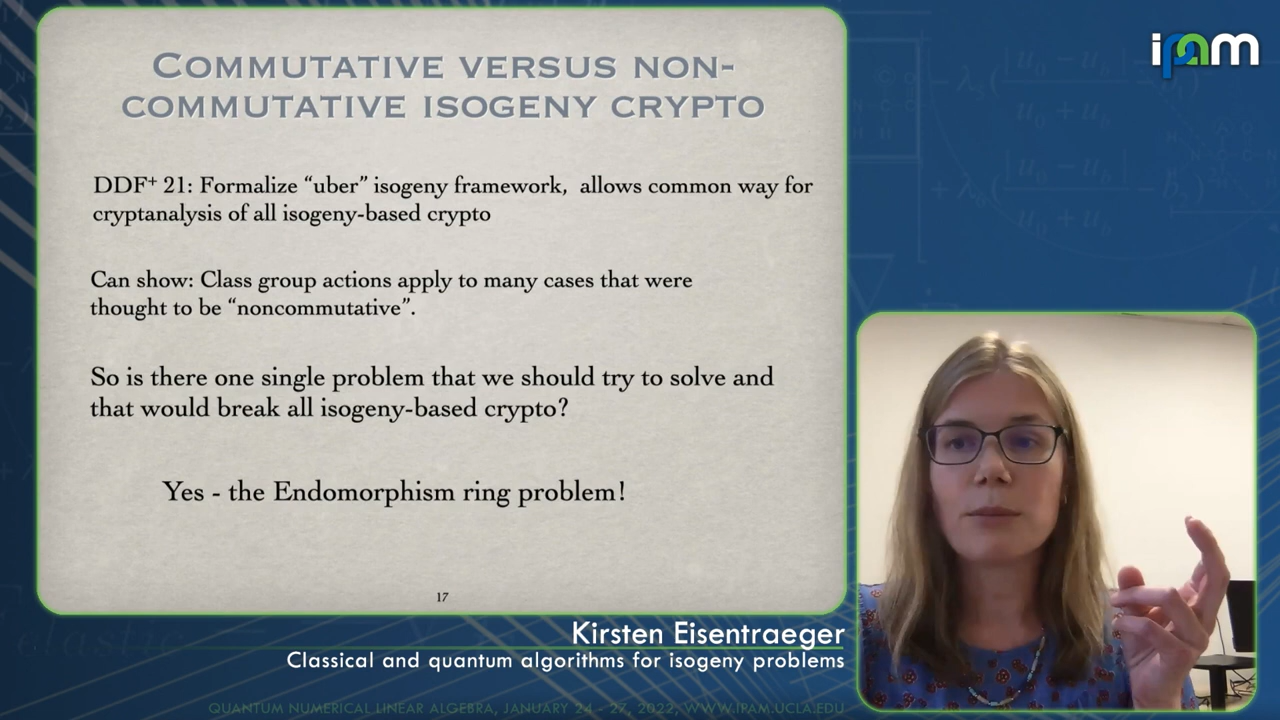 COMMUTATIVE VERSUS NON-
COMMUTATIVE ISOGENY CRYPTO
DDF+ 21: Formalize “uber” isogeny framework, allows common way for
cryptanalysis of all isogeny-based crypto
Can show: Class group actions apply to many cases that were
thought to be “noncommutative”.
So is there one single problem that we should try to solve and
that would break all isogeny-based crypto?
Yes - the Endomorphism ring problem!
17
ipam
Kirsten Eisentraeger
Classical and quantum algorithms for isogeny problems
QUANTUM NUMERICAL LINEAR ALGEBRA, JANUARY 24 - 27, 2022, WWW.IPAM.UCLA.EDU